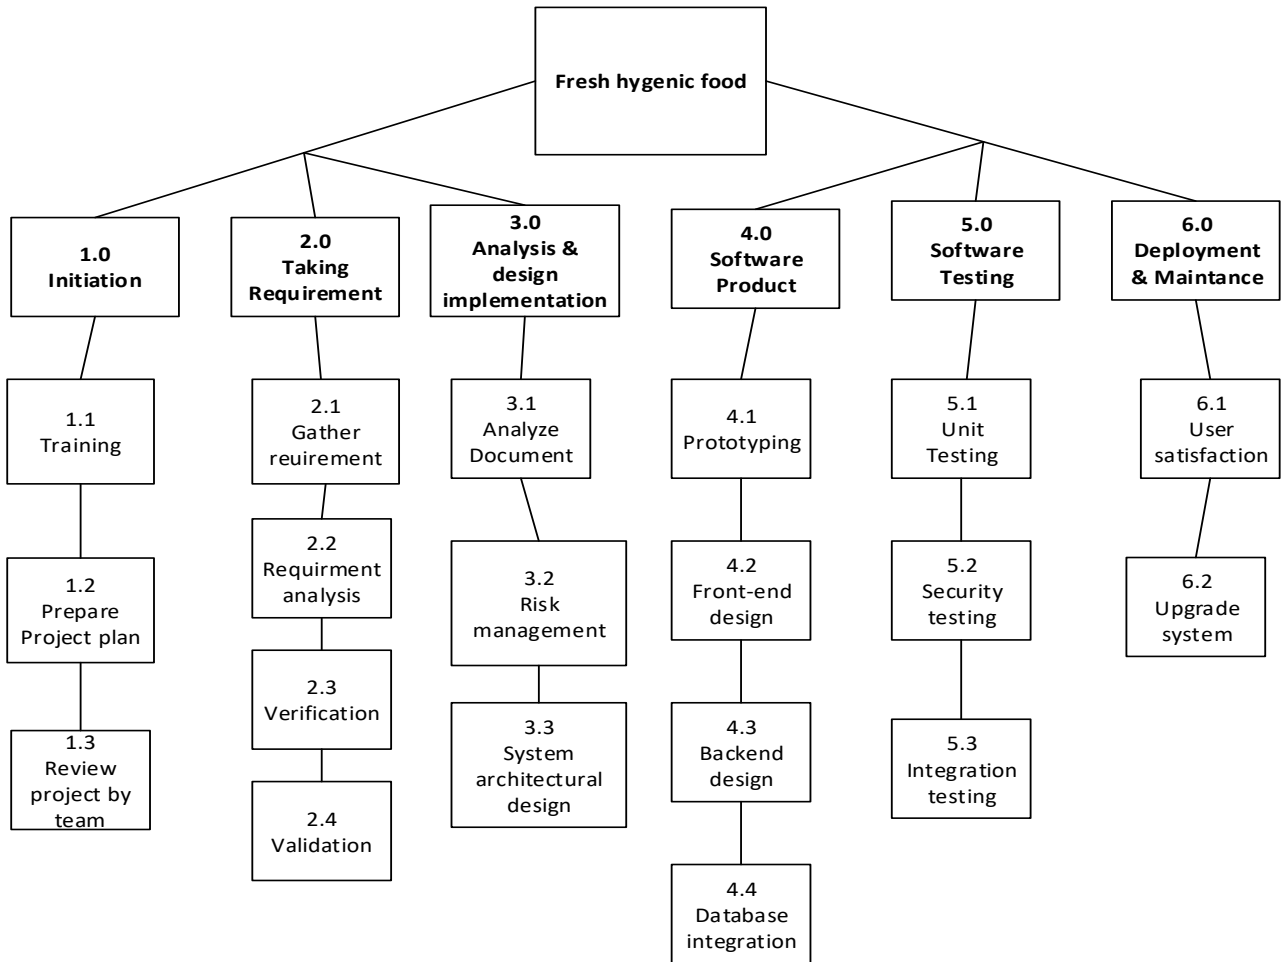 Fresh hygenic food
1.0
Initiation
2.0
Taking
Requirement
3.0
Analysis &
design
implementation
4.0
Software
Product
5.0
Software
Testing
6.0
Deployment
& Maintance
1.1
Training
1.2
Prepare
Project plan
1.3
Review
project by
team
2.1
Gather
reuirement
2.2
Requirment
analysis
2.3
Verification
2.4
Validation
3.1
Analyze
Document
3.2
Risk
management
3.3
System
architectural
design
4.1
Prototyping
4.2
Front-end
design
4.3
Backend
design
4.4
Database
integration
5.1
Unit
Testing
5.2
Security
testing
5.3
Integration
testing
6.1
User
satisfaction
6.2
Upgrade
system